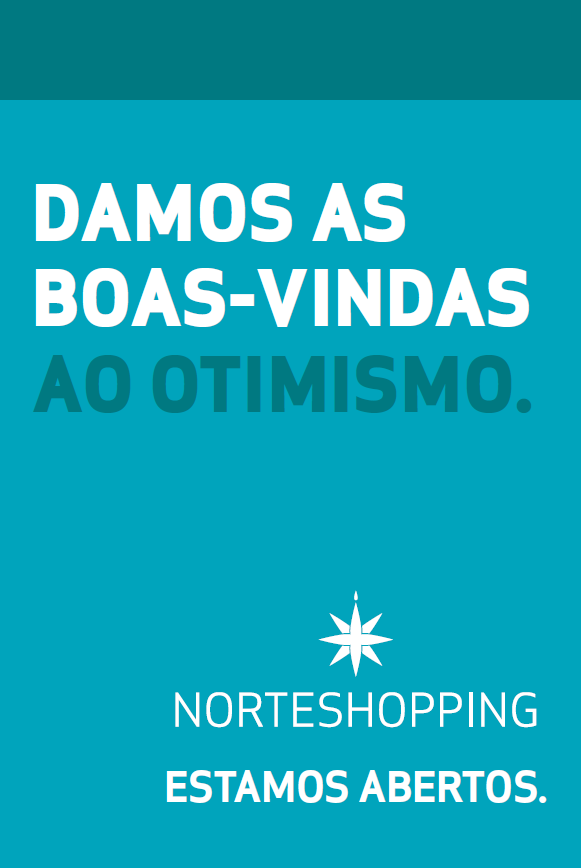 DAMOS AS
BOAS-VINDAS
AO OTIMISMO.
NORTESHOPPING
ESTAMOS ABERTOS.